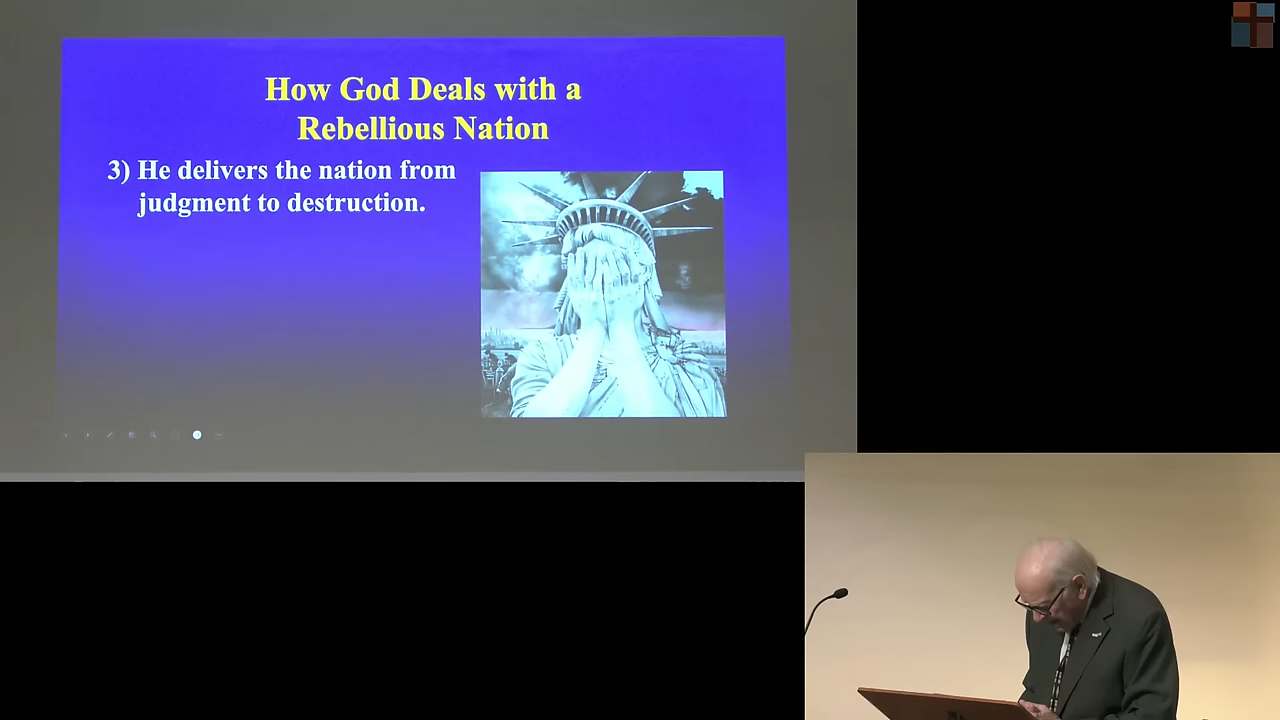 How God Deals with a
Rebellious Nation
3) He delivers the nation from
judgment to destruction.